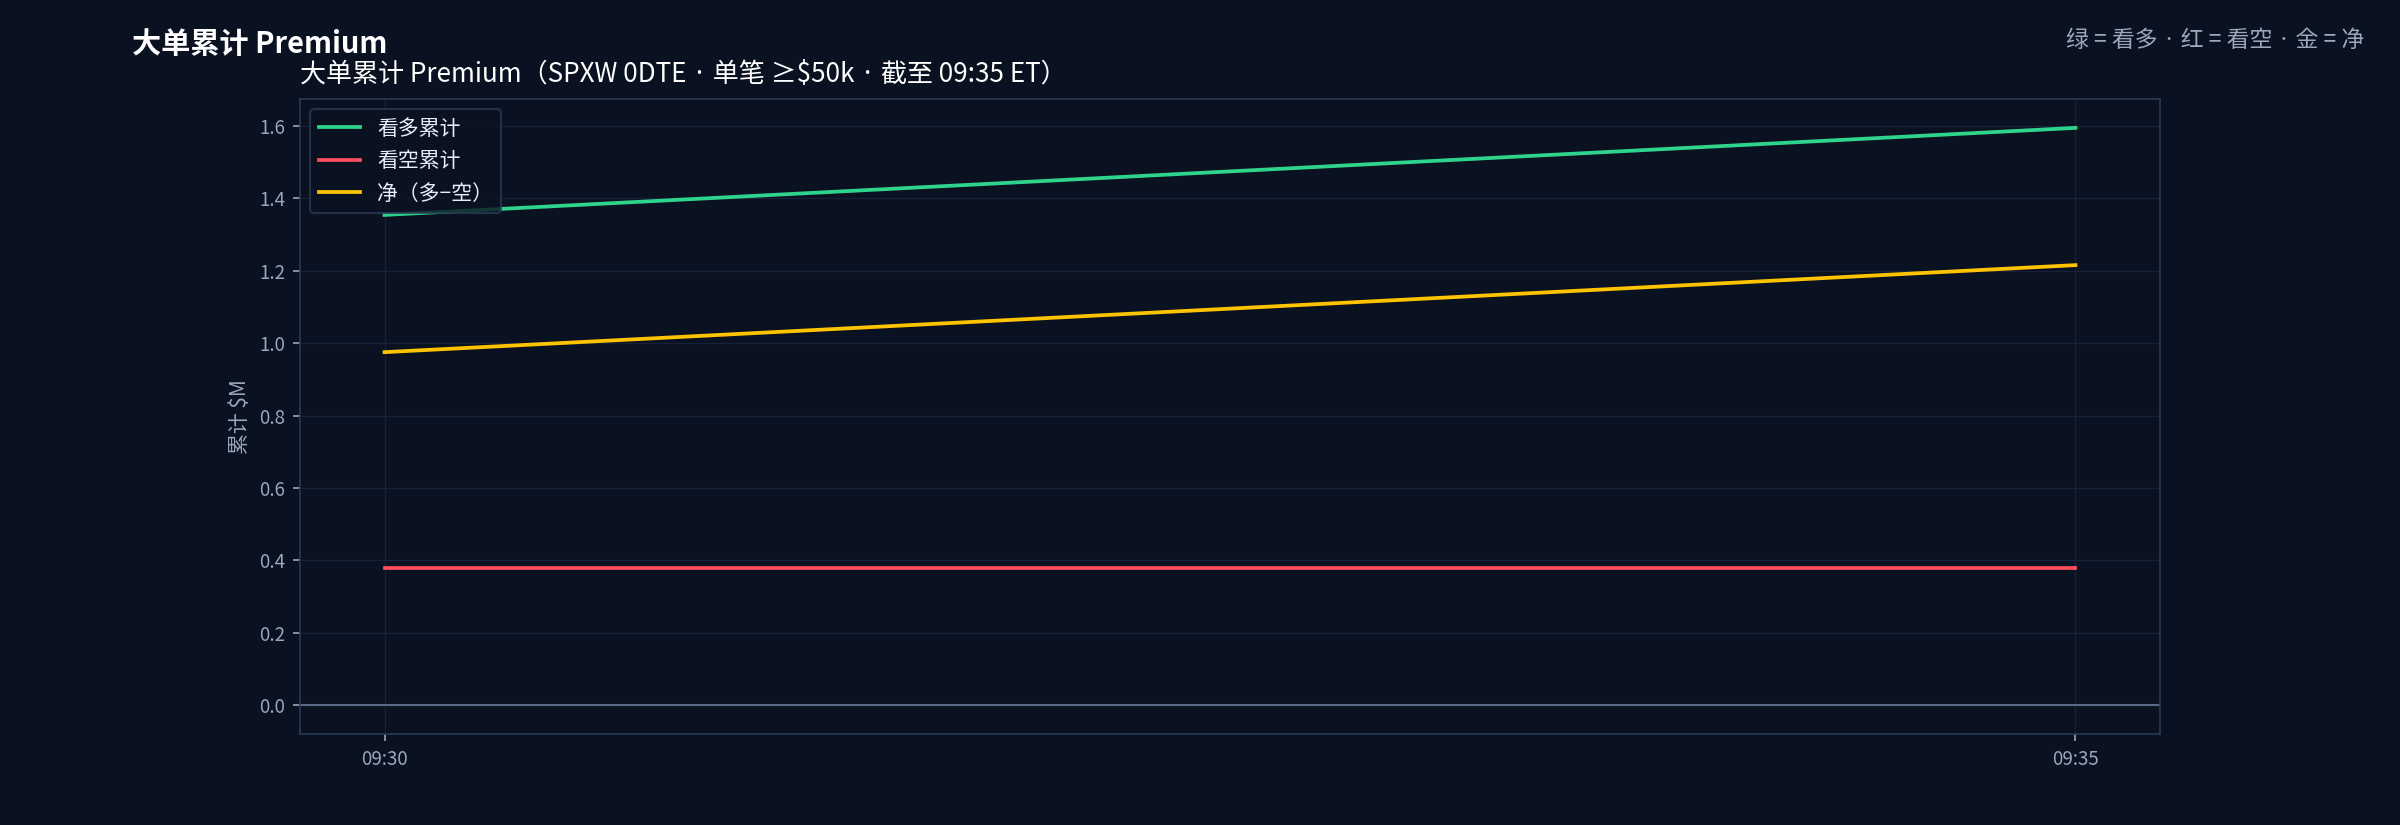 大单累计 Premium
绿 = 看多 · 红 = 看空 · 金 = 净
大单累计 Premium（SPXW 0DTE · 单笔 ≥$50k · 截至 09:35 ET）
看多累计
看空累计
净（多−空）
累计 $M
1.6
1.4
1.2
1.0
0.8
0.6
0.4
0.2
0.0
09:30
09:35